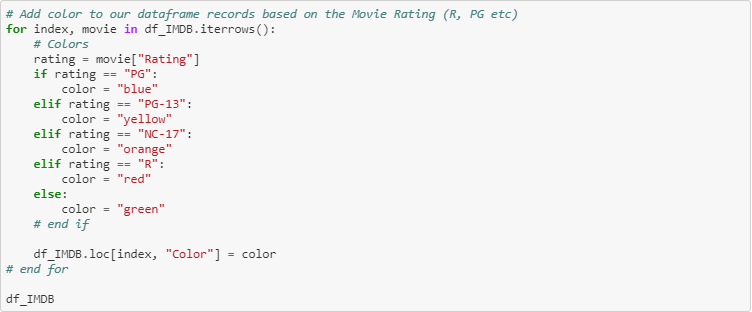 # Add color to our dataframe records based on the Movie Rating (R, PG etc)
for index, movie in df_IMDB.iterrows():
    # Colors
    rating = movie["Rating"]
    if rating == "PG":
        color = "blue"
    elif rating == "PG-13":
        color = "yellow"
    elif rating == "NC-17":
        color = "orange"
    elif rating == "R":
        color = "red"
    else:
        color = "green"
    # end if

    df_IMDB.loc[index, "Color"] = color
# end for

df_IMDB